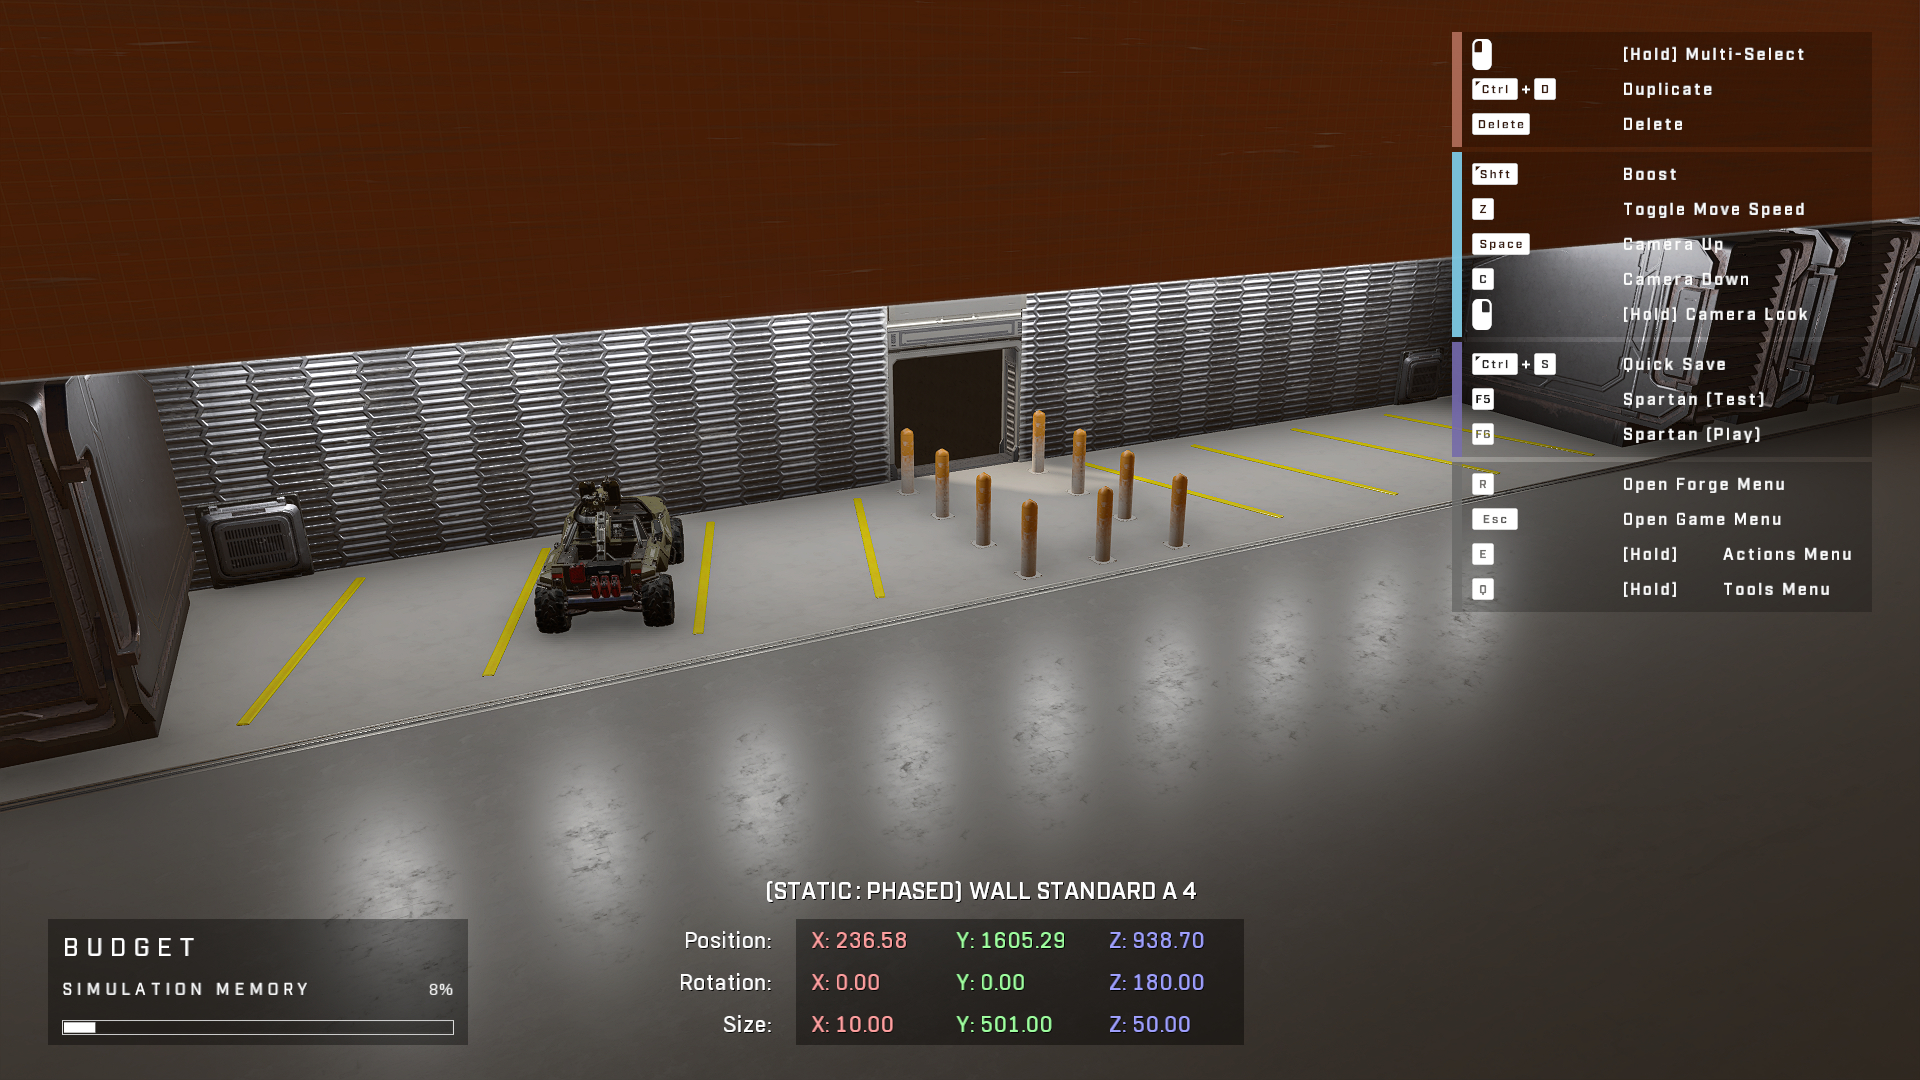 [Hold] Multi-Select
Ctrl + D Duplicate
Delete Delete
Shft Boost
Z Toggle Move Speed
Space Camera Up
C Camera Down
[Hold] Camera Look
Ctrl + S Quick Save
F5 Spartan [Test]
F6 Spartan [Play]
R Open Forge Menu
Esc Open Game Menu
E [Hold] Actions Menu
Q [Hold] Tools Menu
[STATIC : PHASED] WALL STANDARD A 4
Position: X: 236.58 Y: 1605.29 Z: 938.70
Rotation: X: 0.00 Y: 0.00 Z: 180.00
Size: X: 10.00 Y: 501.00 Z: 50.00
BUDGET
SIMULATION MEMORY 8%